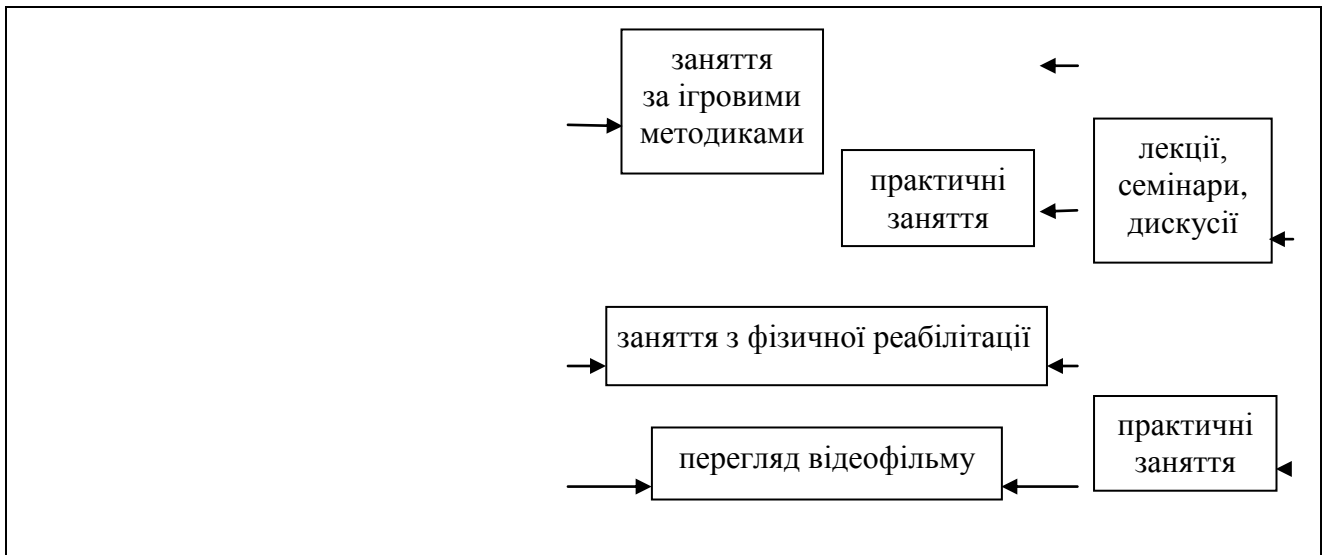 заняття
за ігровими
методиками
практичні
заняття
лекції,
семінари,
дискусії
заняття з фізичної реабілітації
перегляд відеофільму
практичні
заняття